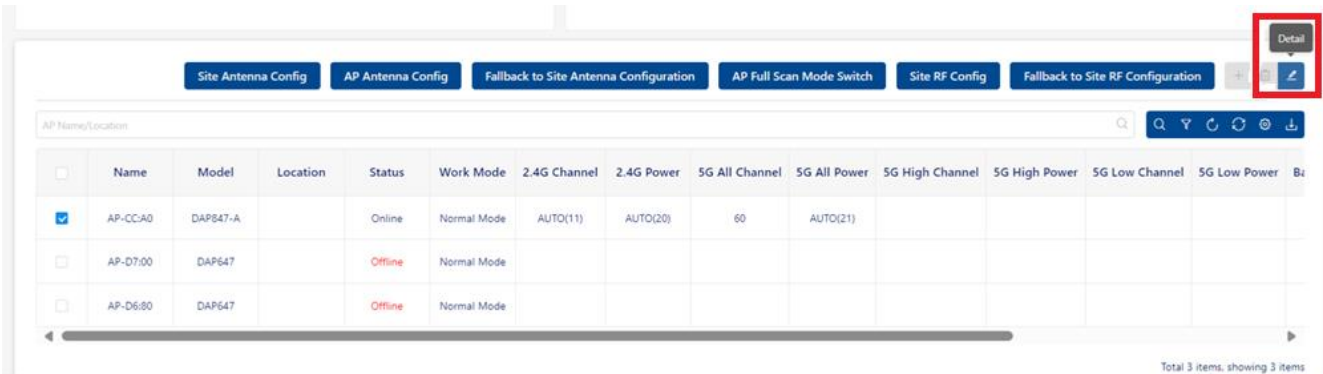 Detail
Site Antenna Config AP Antenna Config Fallback to Site Antenna Configuration AP Full Scan Mode Switch Site RF Config Fallback to Site RF Configuration
AP Name/Location
Name Model Location Status Work Mode 2.4G Channel 2.4G Power 5G All Channel 5G All Power 5G High Channel 5G High Power 5G Low Channel 5G Low Power Ba
AP-CC:A0 DAP847-A Online Normal Mode AUTO(11) AUTO(20) 60 AUTO(21)
AP-D7:00 DAP647 Offline Normal Mode
AP-D6:80 DAP647 Offline Normal Mode
Total 3 items, showing 3 items